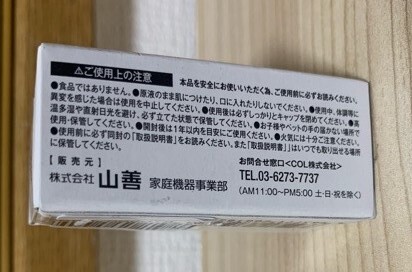 ⚠ご使用上の注意 本品を安全にお使いいただく為、ご使用前に必ずお読みください。
●食品ではありません。●原液のまま肌につけたり、口に入れたりしないでください。●使用中、体調等に
異変を感じた場合は使用を中止してください。●使用後は必ずしっかりとキャップを閉めてください。●高
温多湿や直射日光を避け、必ず立てた状態で保管してください。●お子様やペットの手の届かない場所で
使用・保管してください。●開封後は1年以内を目安にご使用ください。●火気には十分ご注意ください。
●使用前に必ず同封の「取扱説明書」をお読みください、また「取扱説明書」はいつでも取り出せる場所
に保管してください。
【販売元】
株式会社 山善 家庭機器事業部
お問合せ窓口<COL株式会社>
TEL.03-6273-7737
(AM11:00~PM5:00 土・日・祝を除く)